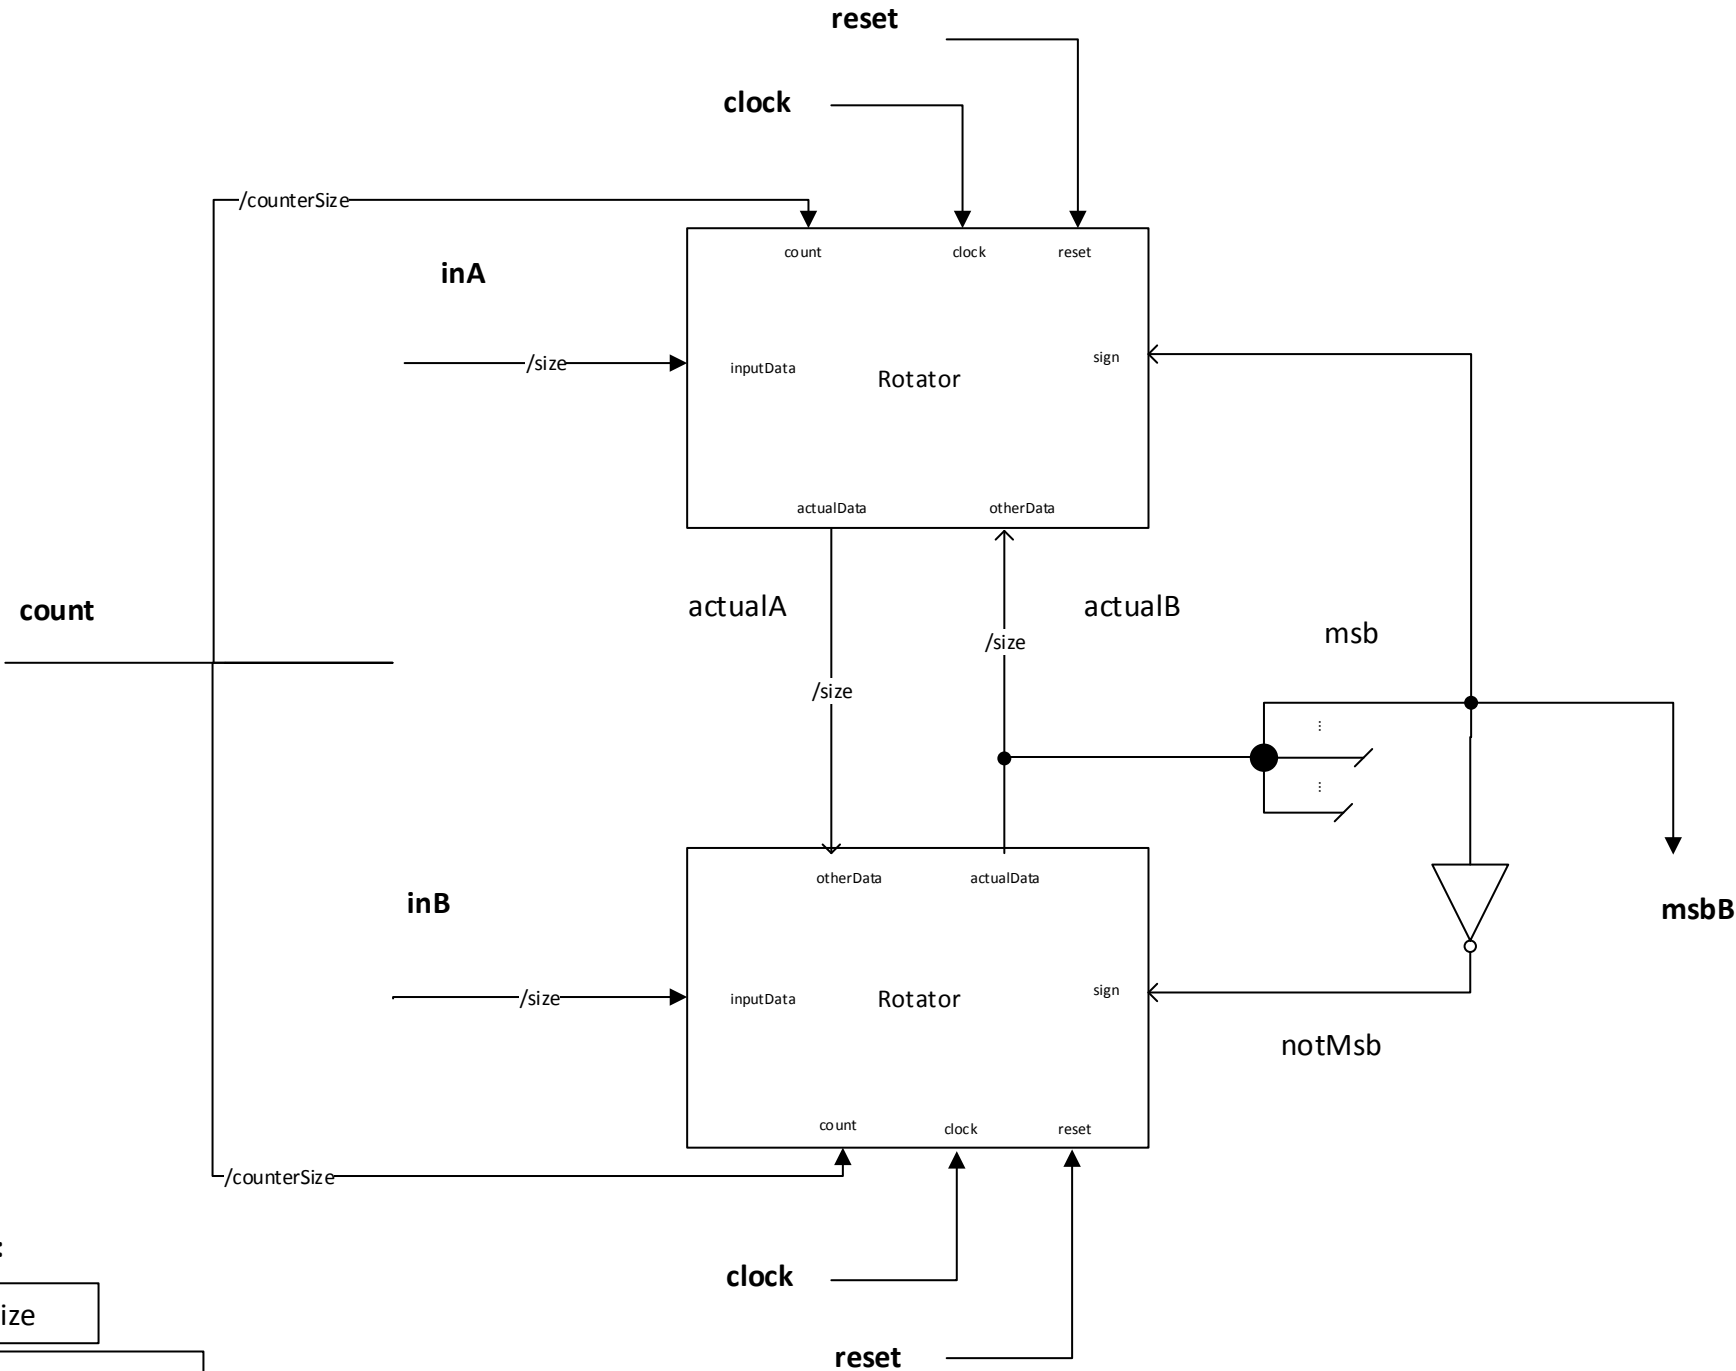 reset
clock
/counterSize
count clock reset
inA
/size
inputData Rotator sign
actualData otherData
count
actualA actualB
/size
msb
/size
otherData actualData
inB
msbB
/size
inputData Rotator sign
notMsb
count clock reset
/counterSize
:
clock
ize
reset